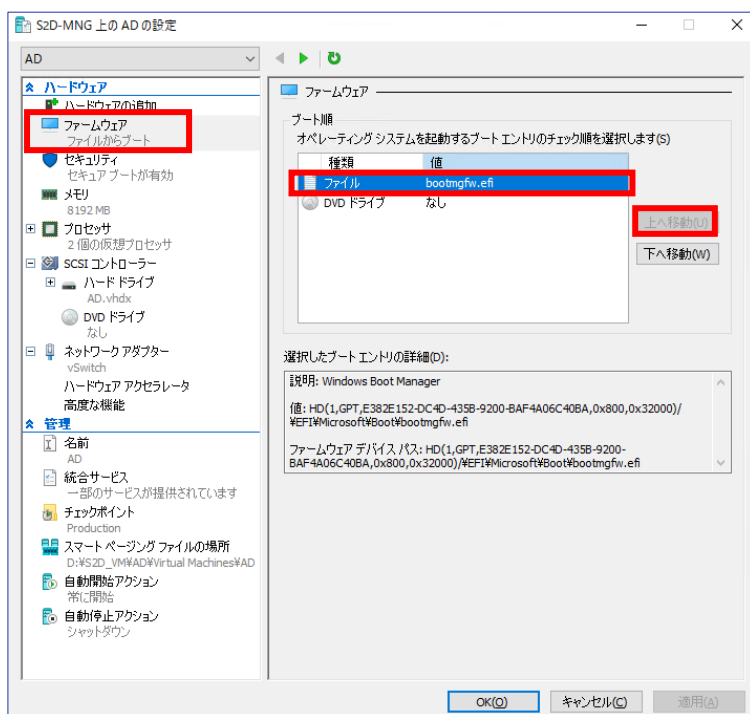 S2D-MNG 上の AD の設定
AD
ハードウェア
ハードウェアの追加
ファームウェア
ファイルからブート
セキュリティ
セキュア ブートが有効
メモリ
8192 MB
プロセッサ
2 個の仮想プロセッサ
SCSI コントローラー
ハード ドライブ
AD.vhdx
DVD ドライブ
なし
ネットワーク アダプター
vSwitch
ハードウェア アクセラレータ
高度な機能
管理
名前
AD
統合サービス
一部のサービスが提供されています
チェックポイント
Production
スマート ページング ファイルの場所
D:¥S2D_VM¥AD¥Virtual Machines¥AD
自動開始アクション
常に開始
自動停止アクション
シャットダウン
ファームウェア
ブート順
オペレーティング システムを起動するブート エントリのチェック順を選択します(S)
種類 値
ファイル bootmgfw.efi
DVD ドライブ なし
上へ移動(U)
下へ移動(W)
選択したブート エントリの詳細(D):
説明: Windows Boot Manager
値: HD(1,GPT,E382E152-DC4D-435B-9200-BAF4A06C40BA,0x800,0x32000)/
¥EFI¥Microsoft¥Boot¥bootmgfw.efi
ファームウェア デバイス パス: HD(1,GPT,E382E152-DC4D-435B-9200-
BAF4A06C40BA,0x800,0x32000)/¥EFI¥Microsoft¥Boot¥bootmgfw.efi
OK(O)
キャンセル(C)
適用(A)